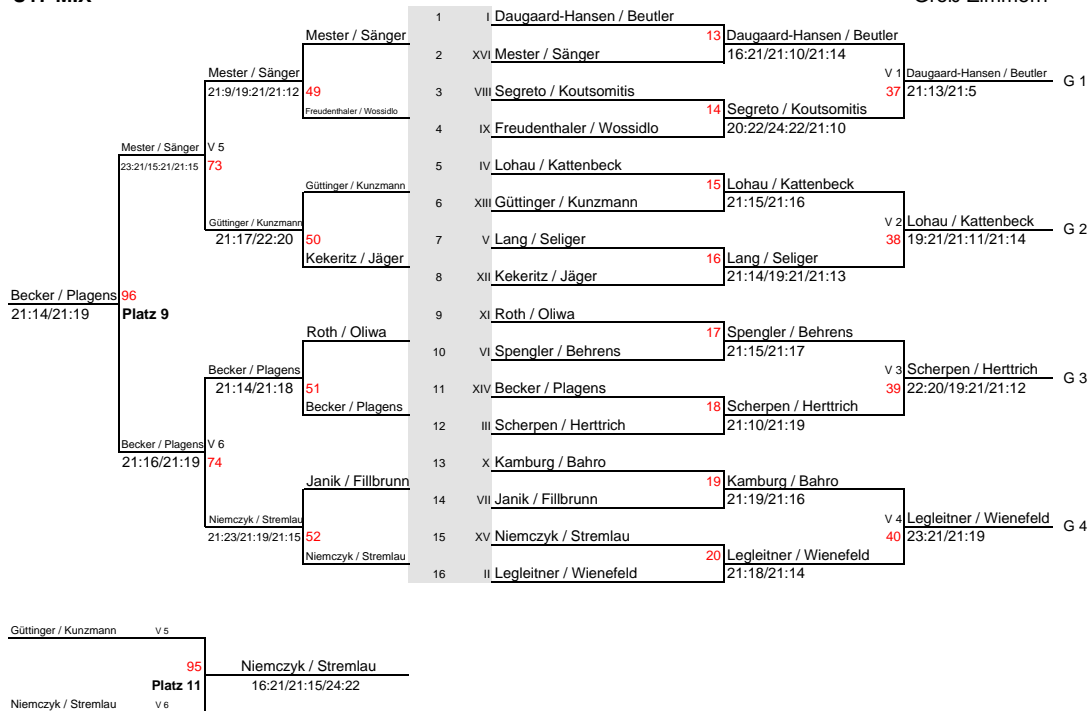 1 I Daugaard-Hansen / Beutler
Mester / Sänger 13 Daugaard-Hansen / Beutler
2 XVI Mester / Sänger 16:21/21:10/21:14
Mester / Sänger V 1 Daugaard-Hansen / Beutler G 1
21:9/19:21/21:12 49 3 VIII Segreto / Koutsomitis 37 21:13/21:5
Freudenthaler / Wossidlo 14 Segreto / Koutsomitis
4 IX Freudenthaler / Wossidlo 20:22/24:22/21:10
Mester / Sänger V 5
23:21/15:21/21:15 73 5 IV Lohau / Kattenbeck
Güttinger / Kunzmann 15 Lohau / Kattenbeck
6 XIII Güttinger / Kunzmann 21:15/21:16
Güttinger / Kunzmann V 2 Lohau / Kattenbeck G 2
21:17/22:20 50 7 V Lang / Seliger 38 19:21/21:11/21:14
Kekeritz / Jäger 16 Lang / Seliger
8 XII Kekeritz / Jäger 21:14/19:21/21:13
Becker / Plagens 96
21:14/21:19 Platz 9 9 XI Roth / Oliwa
Roth / Oliwa 17 Spengler / Behrens
10 VI Spengler / Behrens 21:15/21:17
Becker / Plagens V 3 Scherpen / Herttrich G 3
21:14/21:18 51 11 XIV Becker / Plagens 39 22:20/19:21/21:12
Becker / Plagens 18 Scherpen / Herttrich
12 III Scherpen / Herttrich 21:10/21:19
Becker / Plagens V 6
21:16/21:19 74 13 X Kamburg / Bahro
Janik / Fillbrunn 19 Kamburg / Bahro
14 VII Janik / Fillbrunn 21:19/21:16
Niemczyk / Stremlau V 4 Legleitner / Wienefeld G 4
21:23/21:19/21:15 52 15 XV Niemczyk / Stremlau 40 23:21/21:19
Niemczyk / Stremlau 20 Legleitner / Wienefeld
16 II Legleitner / Wienefeld 21:18/21:14
Güttinger / Kunzmann V 5
95 Niemczyk / Stremlau
Platz 11 16:21/21:15/24:22
Niemczyk / Stremlau V 6